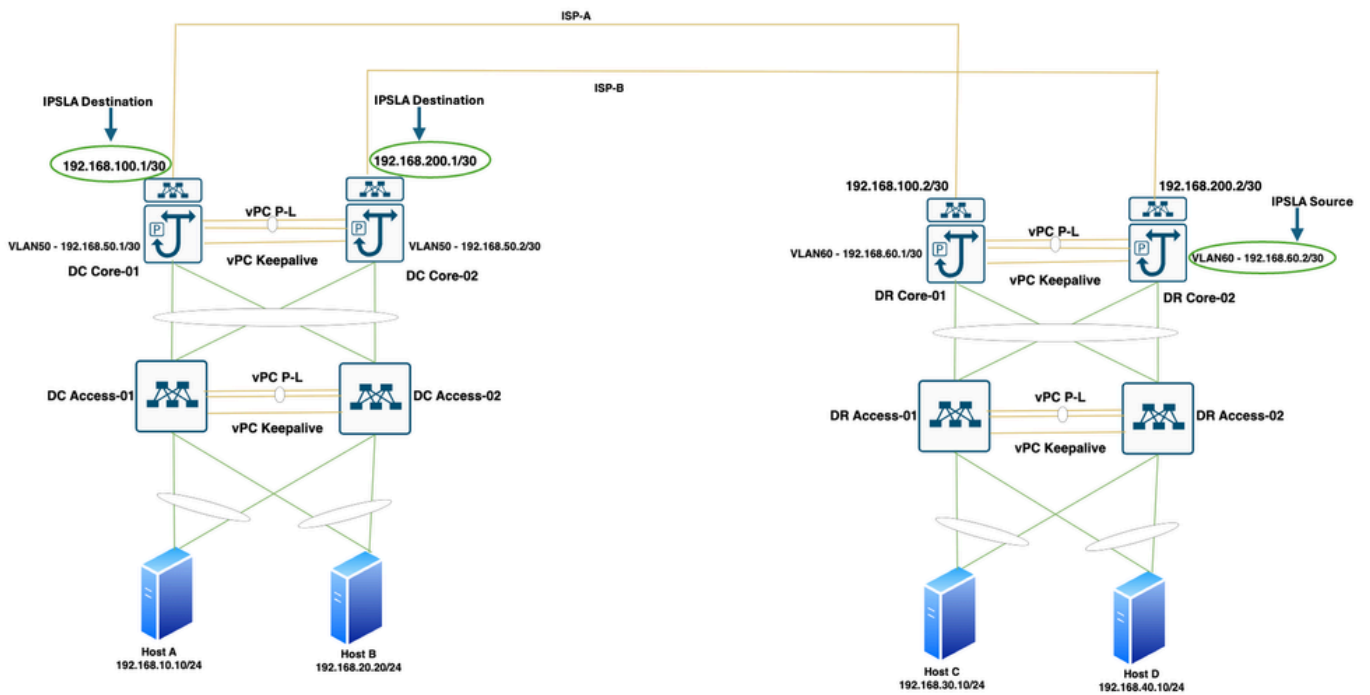 ISP-A
ISP-B
IPSLA Destination
IPSLA Destination
192.168.100.1/30
192.168.200.1/30
192.168.100.2/30
192.168.200.2/30
IPSLA Source
vPC P-L
vPC P-L
P
P
P
P
VLAN50 - 192.168.50.1/30
VLAN50 - 192.168.50.2/30
VLAN60 - 192.168.60.1/30
VLAN60 - 192.168.60.2/30
vPC Keepalive
vPC Keepalive
DC Core-01
DC Core-02
DR Core-01
DR Core-02
vPC P-L
vPC P-L
DC Access-01
DC Access-02
DR Access-01
DR Access-02
vPC Keepalive
vPC Keepalive
Host A
192.168.10.10/24
Host B
192.168.20.20/24
Host C
192.168.30.10/24
Host D
192.168.40.10/24